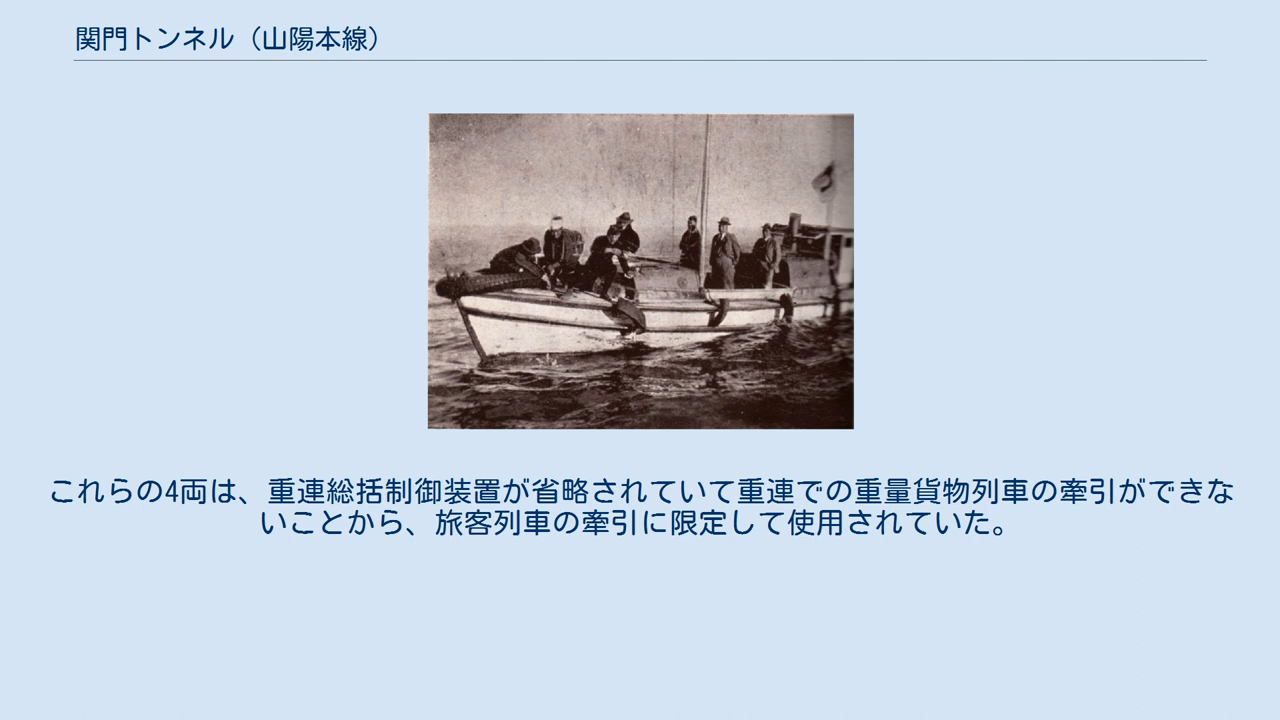 関門トンネル（山陽本線）
これらの4両は、重連総括制御装置が省略されていて重連での重量貨物列車の牽引ができな
いことから、旅客列車の牽引に限定して使用されていた。